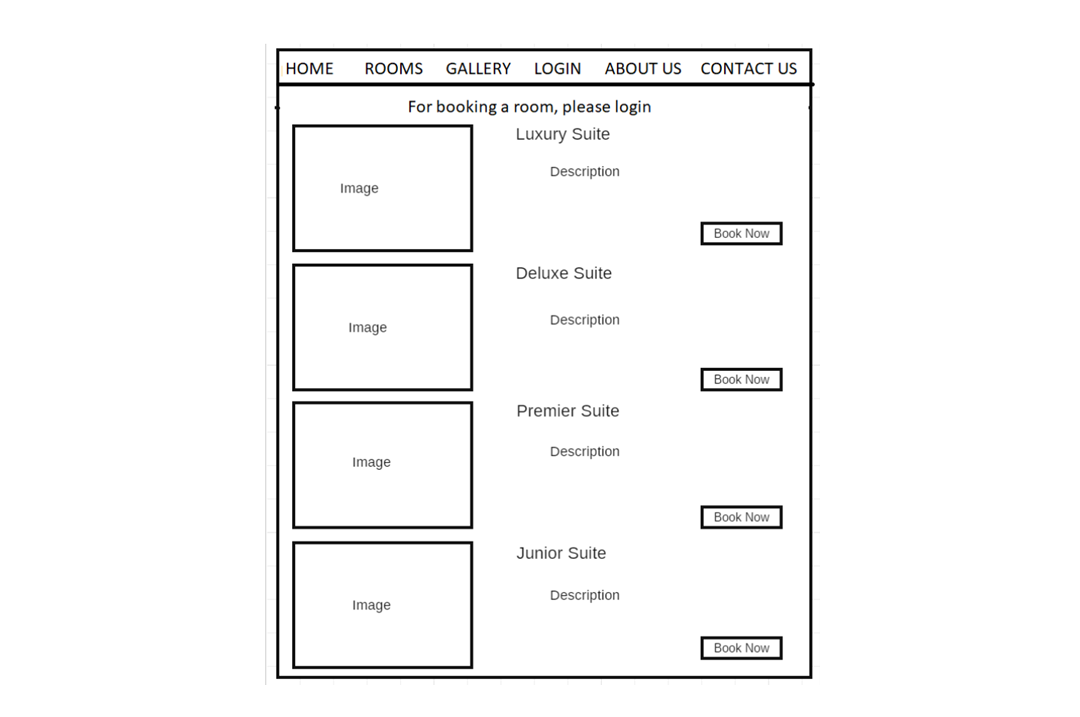 HOME ROOMS GALLERY LOGIN ABOUT US CONTACT US
For booking a room, please login
Luxury Suite
Image
Description
Book Now
Deluxe Suite
Image
Description
Book Now
Premier Suite
Image
Description
Book Now
Junior Suite
Image
Description
Book Now